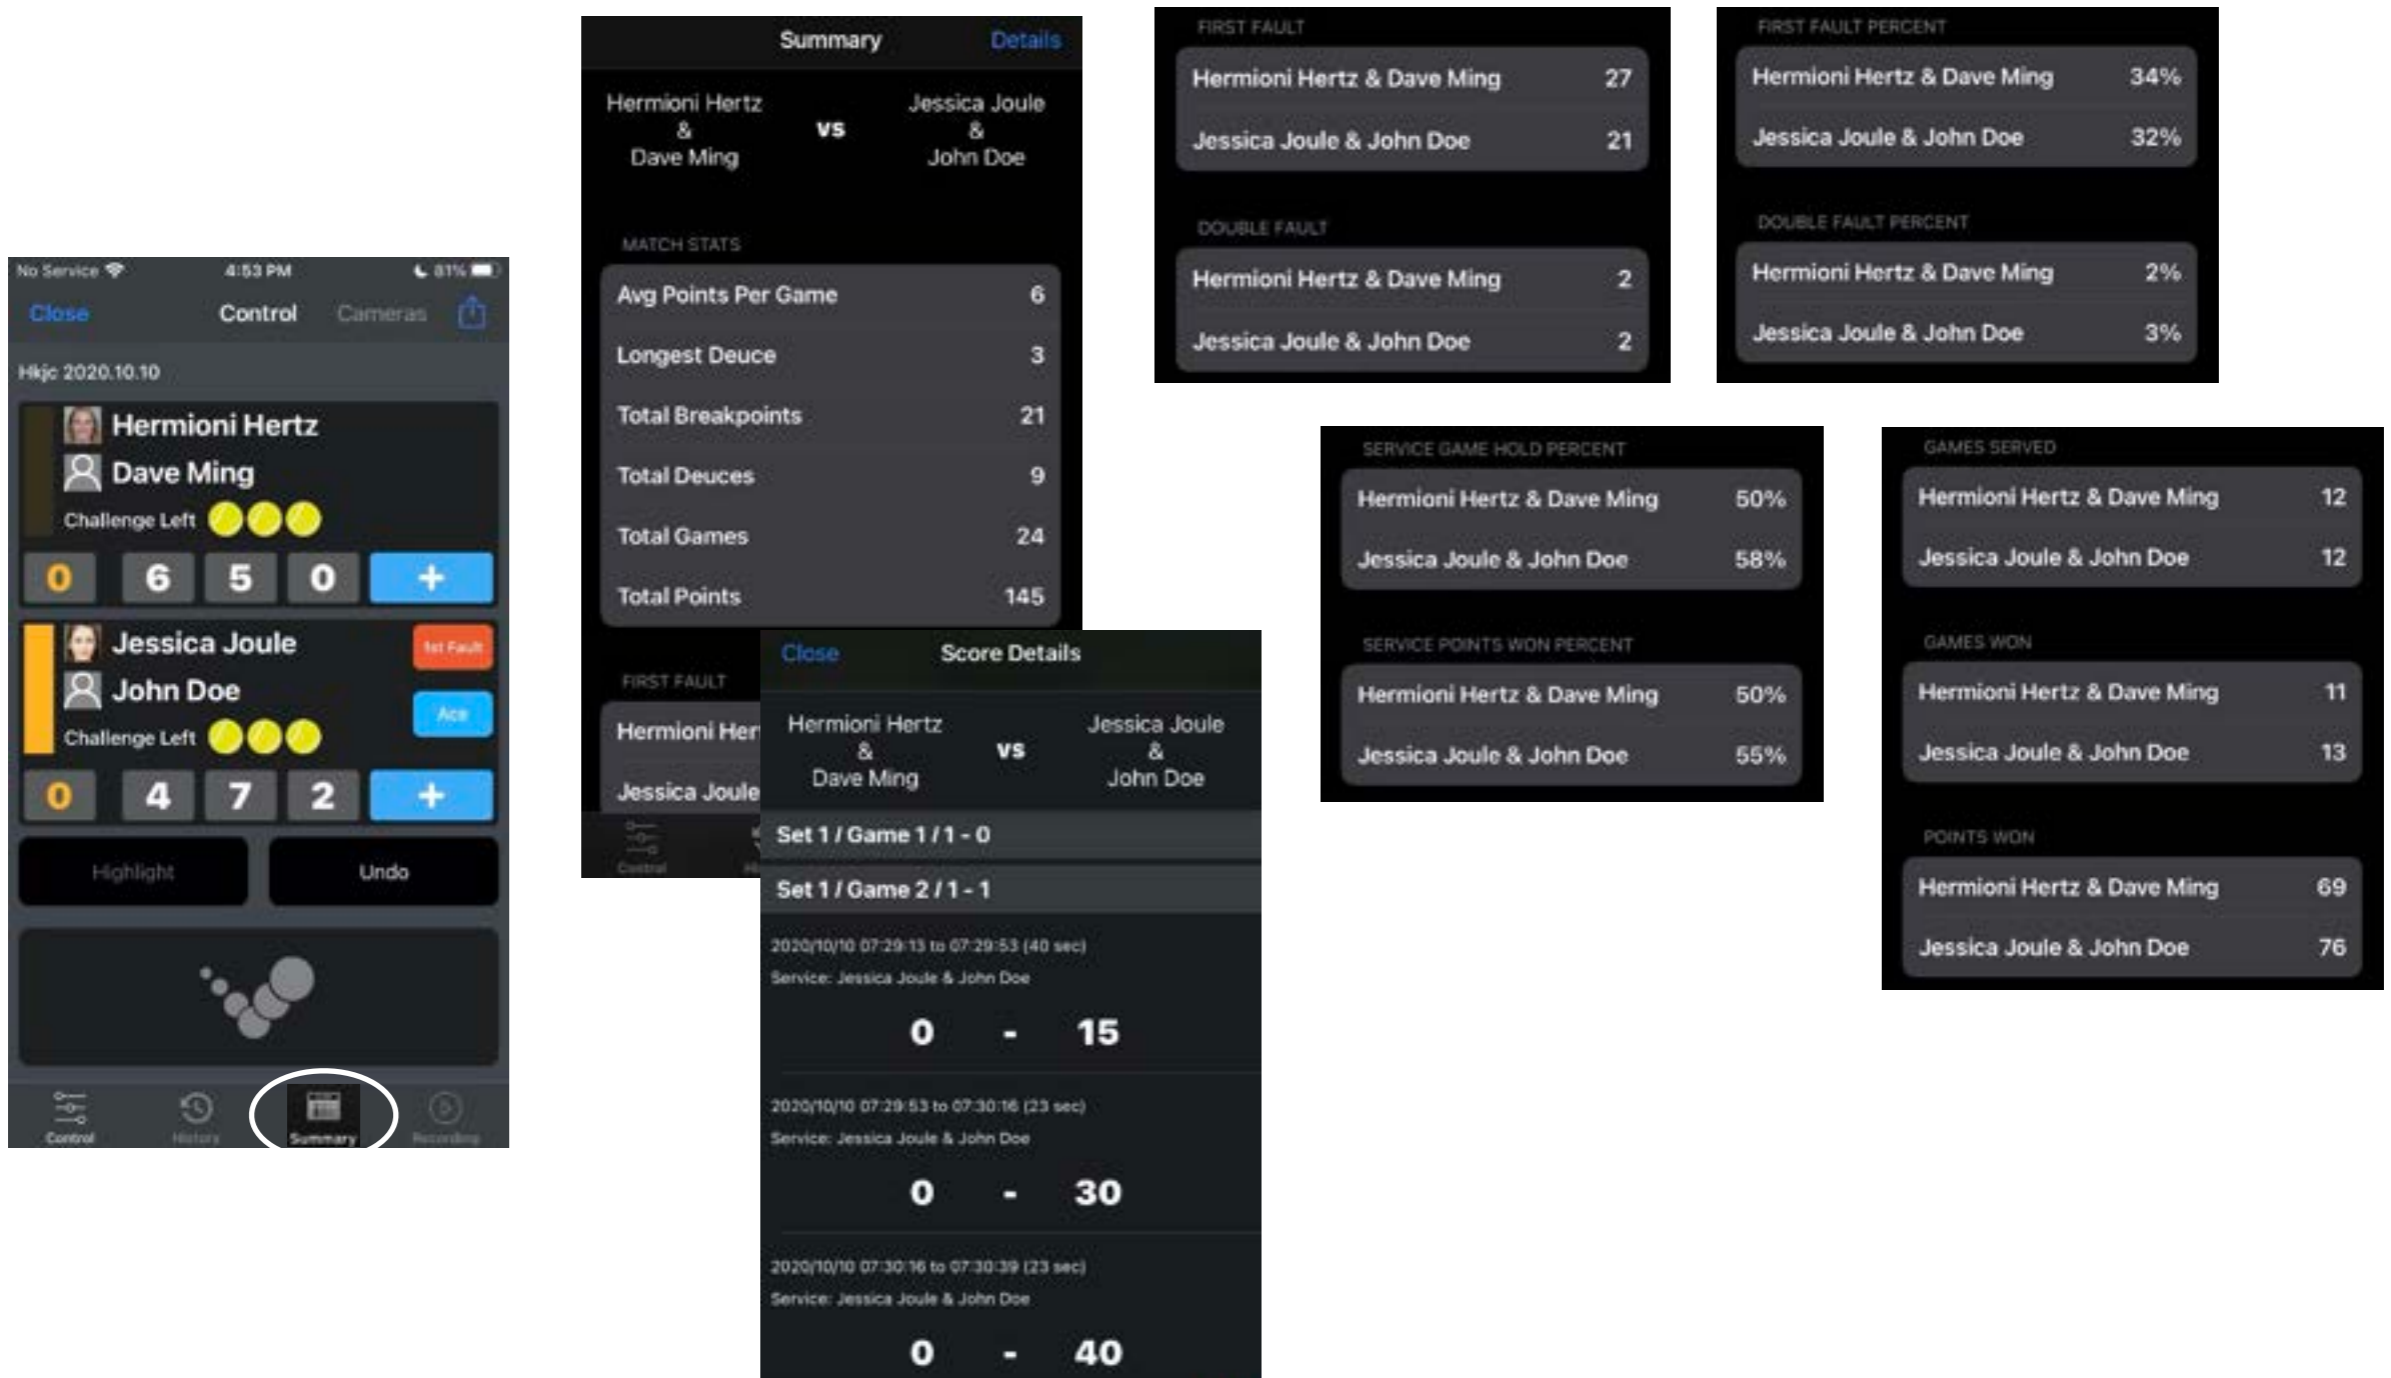 No Service 4:53 PM 81%
Close Control Cameras
Hkjc 2020.10.10
Hermioni Hertz
Dave Ming
Challenge Left
0 6 5 0 +
Jessica Joule 1st Fault
John Doe
Ace
Challenge Left
0 4 7 2 +
Highlight Undo
Control History Summary Recording
Summary Details
Hermioni Hertz
&
Dave Ming
vs
Jessica Joule
&
John Doe
MATCH STATS
Avg Points Per Game 6
Longest Deuce 3
Total Breakpoints 21
Total Deuces 9
Total Games 24
Total Points 145
FIRST FAULT
Hermioni Her
Jessica Joule
Control
Close Score Details
Hermioni Hertz
&
Dave Ming
vs
Jessica Joule
&
John Doe
Set 1 / Game 1 / 1 - 0
Set 1 / Game 2 / 1 - 1
2020/10/10 07:29:13 to 07:29:53 (40 sec)
Service: Jessica Joule & John Doe
0 - 15
2020/10/10 07:29:53 to 07:30:16 (23 sec)
Service: Jessica Joule & John Doe
0 - 30
2020/10/10 07:30:16 to 07:30:39 (23 sec)
Service: Jessica Joule & John Doe
0 - 40
FIRST FAULT
Hermioni Hertz & Dave Ming 27
Jessica Joule & John Doe 21
DOUBLE FAULT
Hermioni Hertz & Dave Ming 2
Jessica Joule & John Doe 2
FIRST FAULT PERCENT
Hermioni Hertz & Dave Ming 34%
Jessica Joule & John Doe 32%
DOUBLE FAULT PERCENT
Hermioni Hertz & Dave Ming 2%
Jessica Joule & John Doe 3%
SERVICE GAME HOLD PERCENT
Hermioni Hertz & Dave Ming 50%
Jessica Joule & John Doe 58%
SERVICE POINTS WON PERCENT
Hermioni Hertz & Dave Ming 50%
Jessica Joule & John Doe 55%
GAMES SERVED
Hermioni Hertz & Dave Ming 12
Jessica Joule & John Doe 12
GAMES WON
Hermioni Hertz & Dave Ming 11
Jessica Joule & John Doe 13
POINTS WON
Hermioni Hertz & Dave Ming 69
Jessica Joule & John Doe 76